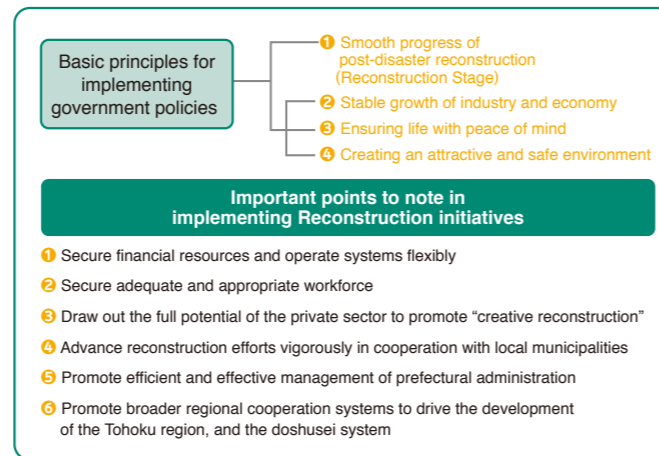 Basic principles for
implementing
government policies
❶ Smooth progress of
post-disaster reconstruction
(Reconstruction Stage)
❷ Stable growth of industry and economy
❸ Ensuring life with peace of mind
❹ Creating an attractive and safe environment
Important points to note in
implementing Reconstruction initiatives
❶ Secure financial resources and operate systems flexibly
❷ Secure adequate and appropriate workforce
❸ Draw out the full potential of the private sector to promote “creative reconstruction”
❹ Advance reconstruction efforts vigorously in cooperation with local municipalities
❺ Promote efficient and effective management of prefectural administration
❻ Promote broader regional cooperation systems to drive the development
of the Tohoku region, and the doshusei system